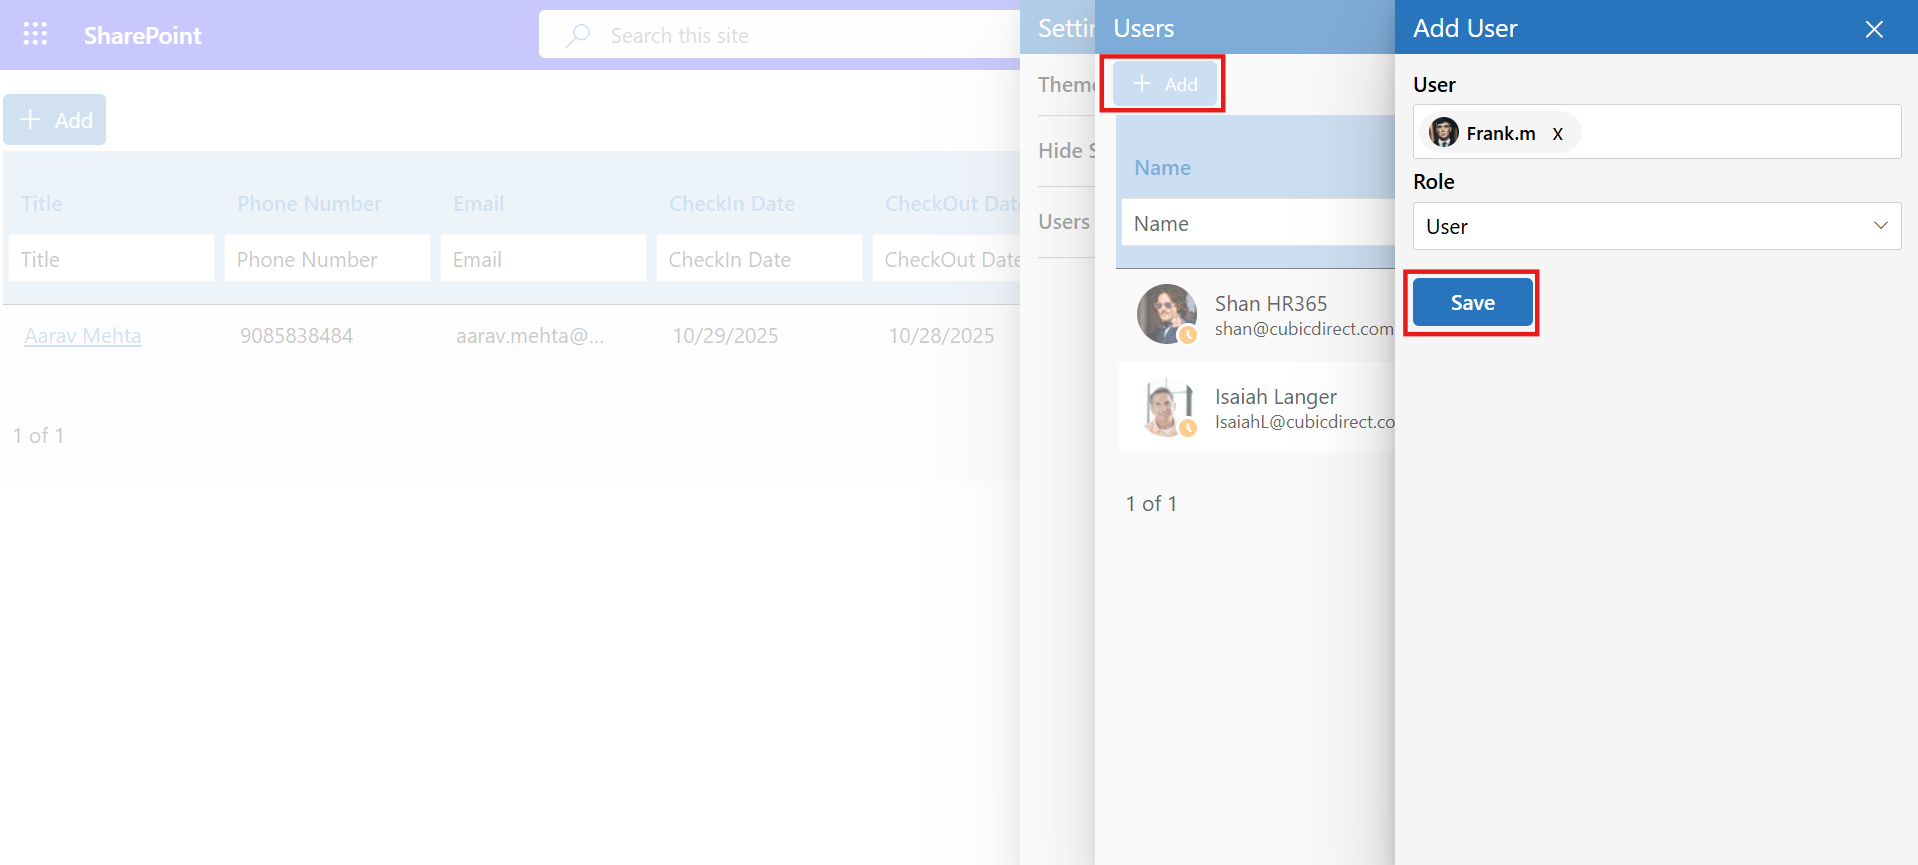 SharePoint
Search this site
Add
Title Phone Number Email CheckIn Date CheckOut Date
Title Phone Number Email CheckIn Date CheckOut Date
Aarav Mehta 9085838484 aarav.mehta@... 10/29/2025 10/28/2025
1 of 1
Hide S
Users
Users
Add
Name
Name
Shan HR365
shan@cubicdirect.com
Isaiah Langer
IsaiahL@cubicdirect.co
1 of 1
Add User
User
Frank.m X
Role
User
Save